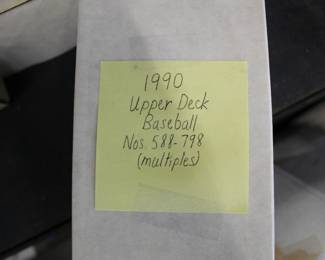 1990
Upper Deck
Baseball
Nos. 588-798
(multiples)